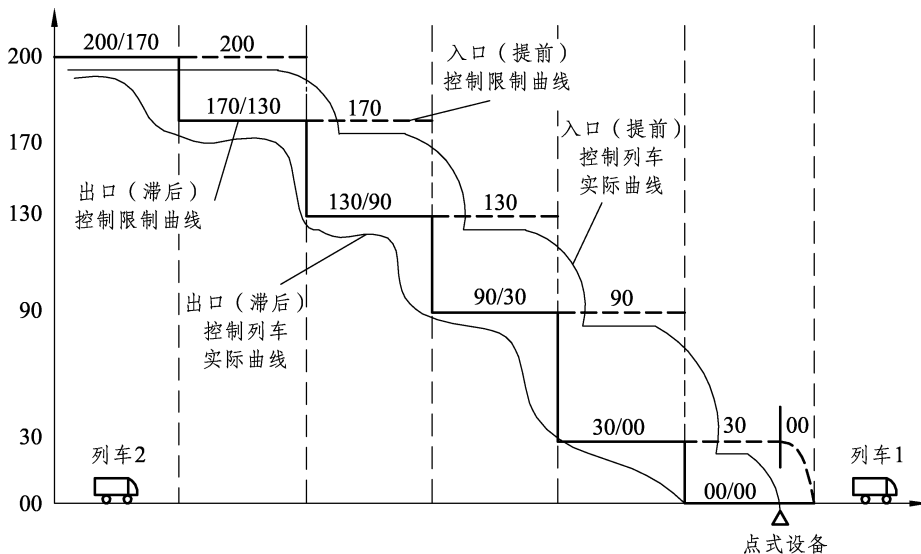 200
170
130
90
30
00
200/170
200
入口（提前）
控制限制曲线
170/130
170
入口（提前）
控制列车
实际曲线
出口（滞后）
控制限制曲线
130/90
130
出口（滞后）
控制列车
实际曲线
90/30
90
30/00
30
00
列车2
列车1
00/00
点式设备